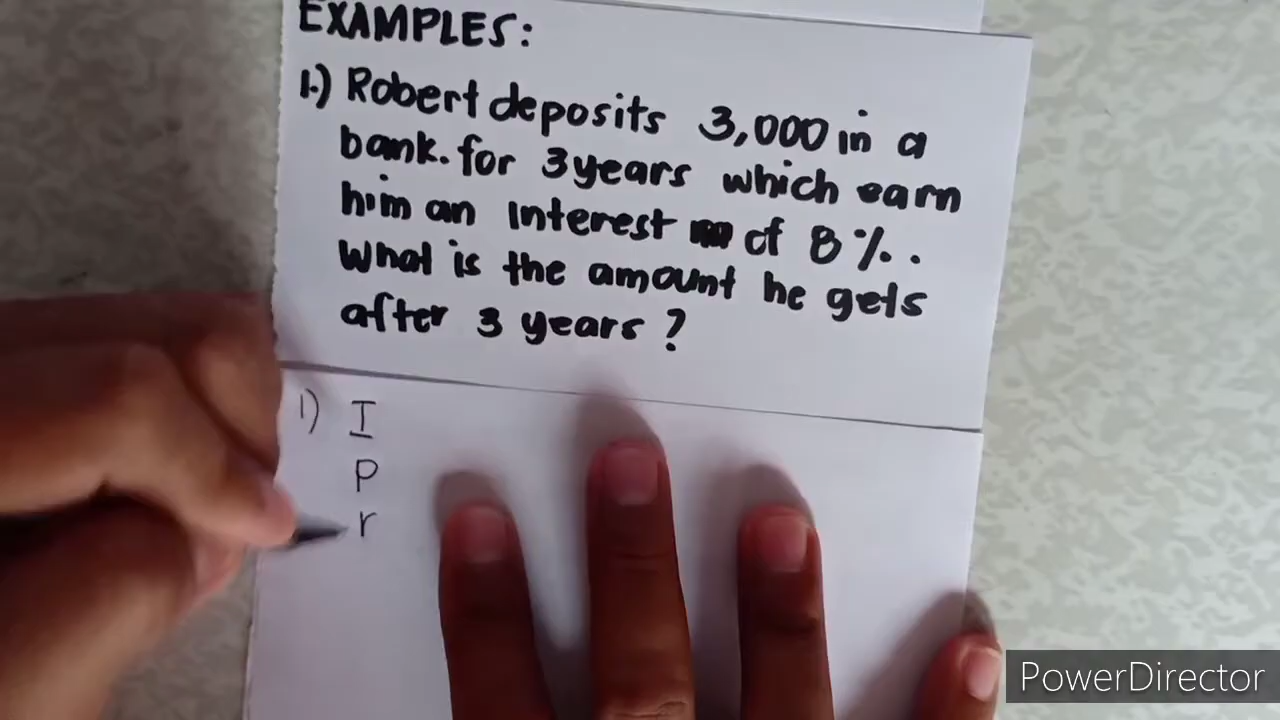 EXAMPLES:
1.) Robert deposits 3,000 in a
bank. for 3 years which earn
him an interest of 8%.
What is the amount he gets
after 3 years?
1) I
P
r
PowerDirector